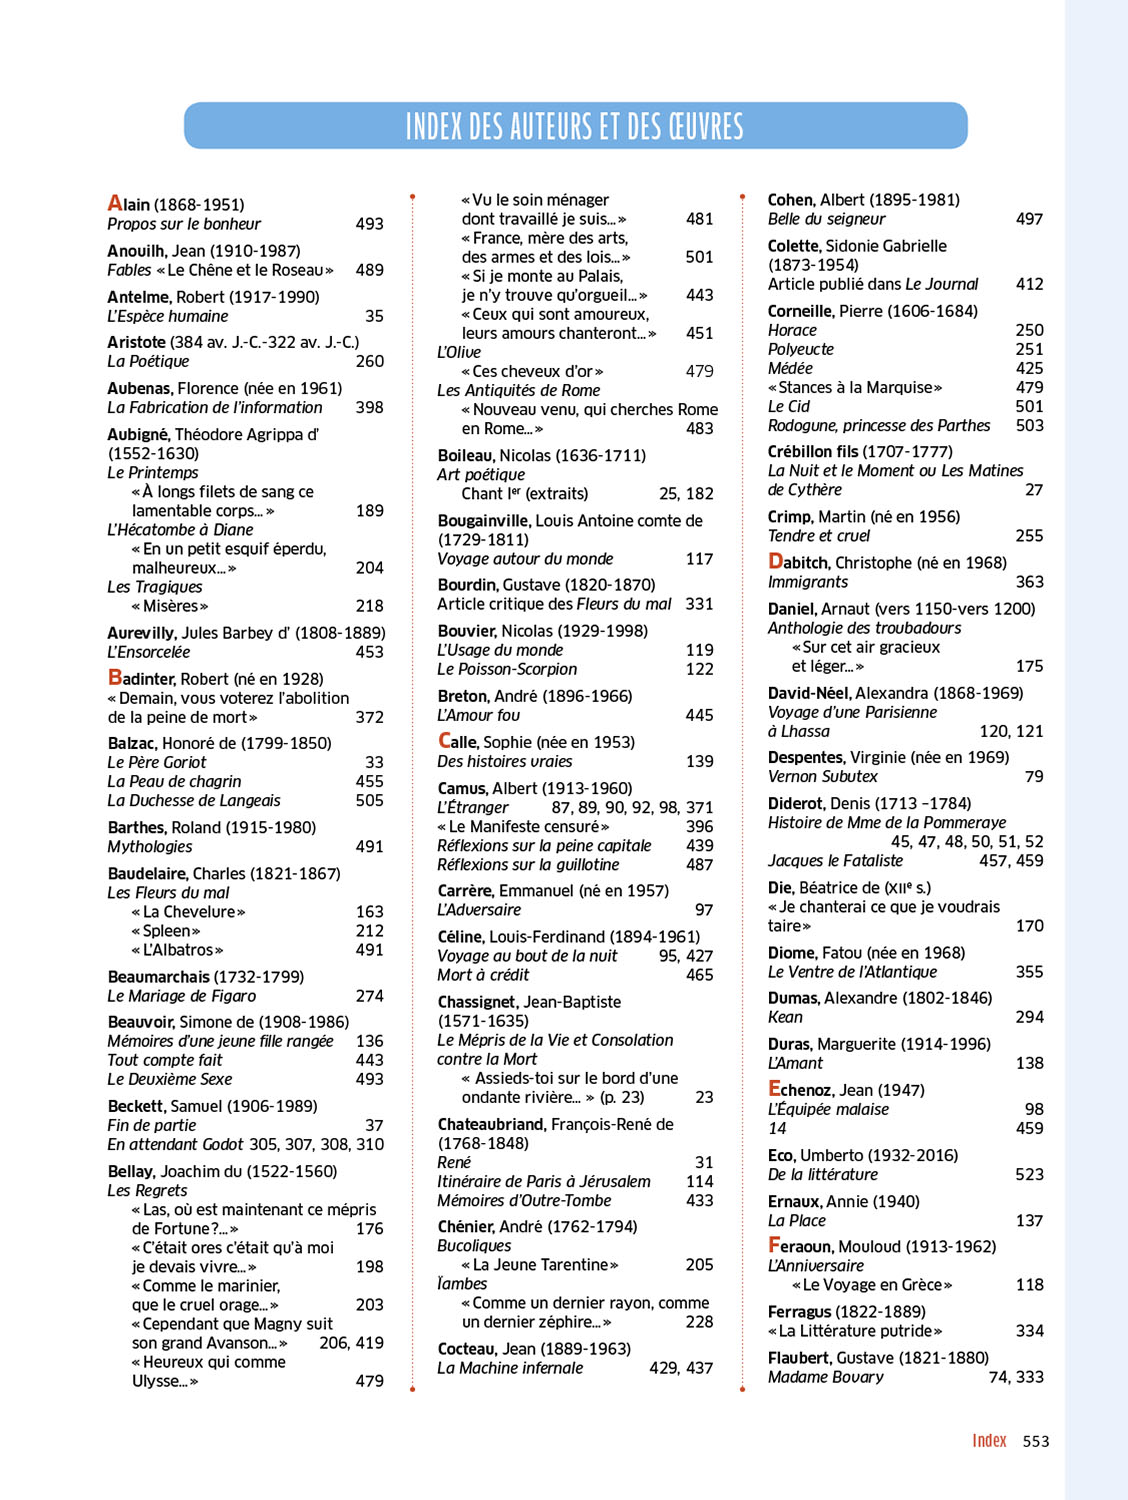 INDEX DES AUTEURS ET DES ŒUVRES
Alain (1868-1951)
Propos sur le bonheur 493
Anouilh, Jean (1910-1987)
Fables « Le Chêne et le Roseau » 489
Antelme, Robert (1917-1990)
L'Espèce humaine 35
Aristote (384 av. J.-C.-322 av. J.-C.)
La Poétique 260
Aubenas, Florence (née en 1961)
La Fabrication de l'information 398
Aubigné, Théodore Agrippa d'
(1552-1630)
Le Printemps
« À longs filets de sang ce
lamentable corps... » 189
L'Hécatombe à Diane
« En un petit esquif éperdu,
malheureux... » 204
Les Tragiques
« Misères » 218
Aurevilly, Jules Barbey d' (1808-1889)
L'Ensorcelée 453
Badinter, Robert (né en 1928)
« Demain, vous voterez l'abolition
de la peine de mort » 372
Balzac, Honoré de (1799-1850)
Le Père Goriot 33
La Peau de chagrin 455
La Duchesse de Langeais 505
Barthes, Roland (1915-1980)
Mythologies 491
Baudelaire, Charles (1821-1867)
Les Fleurs du mal
« La Chevelure » 163
« Spleen » 212
« L'Albatros » 491
Beaumarchais (1732-1799)
Le Mariage de Figaro 274
Beauvoir, Simone de (1908-1986)
Mémoires d'une jeune fille rangée 136
Tout compte fait 443
Le Deuxième Sexe 493
Beckett, Samuel (1906-1989)
Fin de partie 37
En attendant Godot 305, 307, 308, 310
Bellay, Joachim du (1522-1560)
Les Regrets
« Las, où est maintenant ce mépris
de Fortune ?... » 176
« C'était ores c'était qu'à moi
je devais vivre... » 198
« Comme le marinier,
que le cruel orage... » 203
« Cependant que Magny suit
son grand Avanson... » 206, 419
« Heureux qui comme
Ulysse... » 479
« Vu le soin ménager
dont travaillé je suis... » 481
« France, mère des arts,
des armes et des lois... » 501
« Si je monte au Palais,
je n'y trouve qu'orgueil... » 443
« Ceux qui sont amoureux,
leurs amours chanteront... » 451
L'Olive
« Ces cheveux d'or » 479
Les Antiquités de Rome
« Nouveau venu, qui cherches Rome
en Rome... » 483
Boileau, Nicolas (1636-1711)
Art poétique
Chant Ier (extraits) 25, 182
Bougainville, Louis Antoine comte de
(1729-1811)
Voyage autour du monde 117
Bourdin, Gustave (1820-1870)
Article critique des Fleurs du mal 331
Bouvier, Nicolas (1929-1998)
L'Usage du monde 119
Le Poisson-Scorpion 122
Breton, André (1896-1966)
L'Amour fou 445
Calle, Sophie (née en 1953)
Des histoires vraies 139
Camus, Albert (1913-1960)
L'Étranger 87, 89, 90, 92, 98, 371
« Le Manifeste censuré » 396
Réflexions sur la peine capitale 439
Réflexions sur la guillotine 487
Carrère, Emmanuel (né en 1957)
L'Adversaire 97
Céline, Louis-Ferdinand (1894-1961)
Voyage au bout de la nuit 95, 427
Mort à crédit 465
Chassignet, Jean-Baptiste
(1571-1635)
Le Mépris de la Vie et Consolation
contre la Mort
« Assieds-toi sur le bord d'une
ondante rivière... » (p. 23) 23
Chateaubriand, François-René de
(1768-1848)
René 31
Itinéraire de Paris à Jérusalem 114
Mémoires d'Outre-Tombe 433
Chénier, André (1762-1794)
Bucoliques
« La Jeune Tarentine » 205
Ïambes
« Comme un dernier rayon, comme
un dernier zéphire... » 228
Cocteau, Jean (1889-1963)
La Machine infernale 429, 437
Cohen, Albert (1895-1981)
Belle du seigneur 497
Colette, Sidonie Gabrielle
(1873-1954)
Article publié dans Le Journal 412
Corneille, Pierre (1606-1684)
Horace 250
Polyeucte 251
Médée 425
« Stances à la Marquise » 479
Le Cid 501
Rodogune, princesse des Parthes 503
Crébillon fils (1707-1777)
La Nuit et le Moment ou Les Matines
de Cythère 27
Crimp, Martin (né en 1956)
Tendre et cruel 255
Dabitch, Christophe (né en 1968)
Immigrants 363
Daniel, Arnaut (vers 1150-vers 1200)
Anthologie des troubadours
« Sur cet air gracieux
et léger... » 175
David-Néel, Alexandra (1868-1969)
Voyage d'une Parisienne
à Lhassa 120, 121
Despentes, Virginie (née en 1969)
Vernon Subutex 79
Diderot, Denis (1713 –1784)
Histoire de Mme de la Pommeraye
45, 47, 48, 50, 51, 52
Jacques le Fataliste 457, 459
Die, Béatrice de (XIIe s.)
« Je chanterai ce que je voudrais
taire » 170
Diome, Fatou (née en 1968)
Le Ventre de l'Atlantique 355
Dumas, Alexandre (1802-1846)
Kean 294
Duras, Marguerite (1914-1996)
L'Amant 138
Echenoz, Jean (1947)
L'Équipée malaise 98
14 459
Eco, Umberto (1932-2016)
De la littérature 523
Ernaux, Annie (1940)
La Place 137
Feraoun, Mouloud (1913-1962)
L'Anniversaire
« Le Voyage en Grèce » 118
Ferragus (1822-1889)
« La Littérature putride » 334
Flaubert, Gustave (1821-1880)
Madame Bovary 74, 333
Index 553